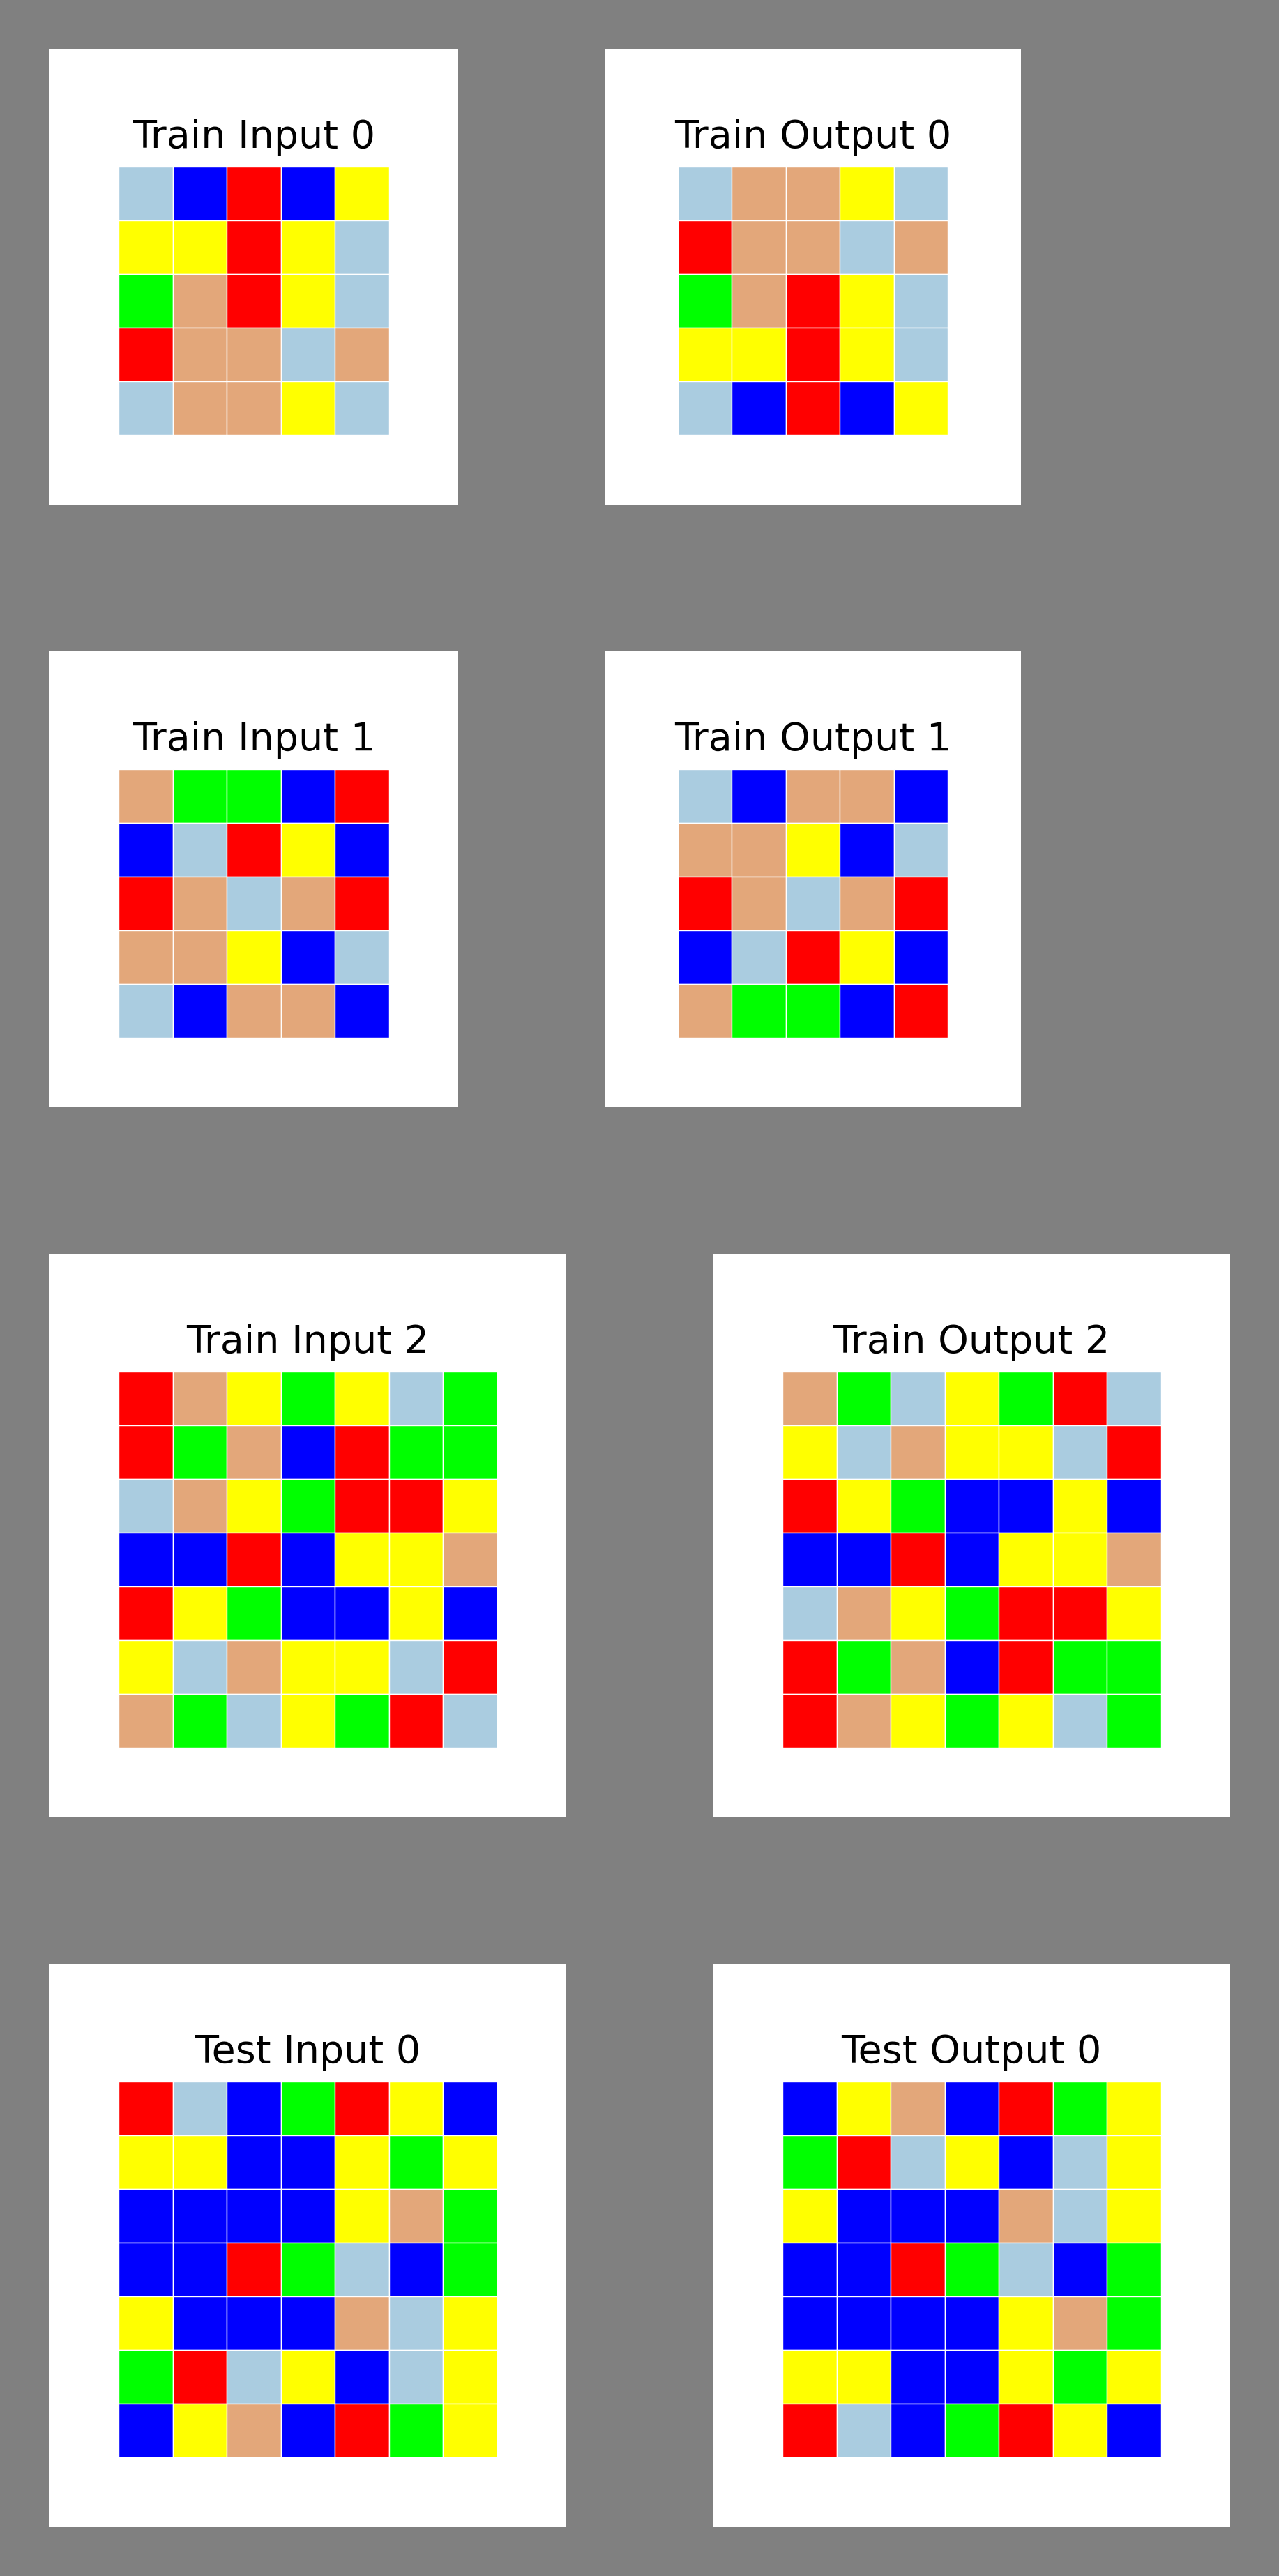 Train Input 0
Train Output 0
Train Input 1
Train Output 1
Train Input 2
Train Output 2
Test Input 0
Test Output 0